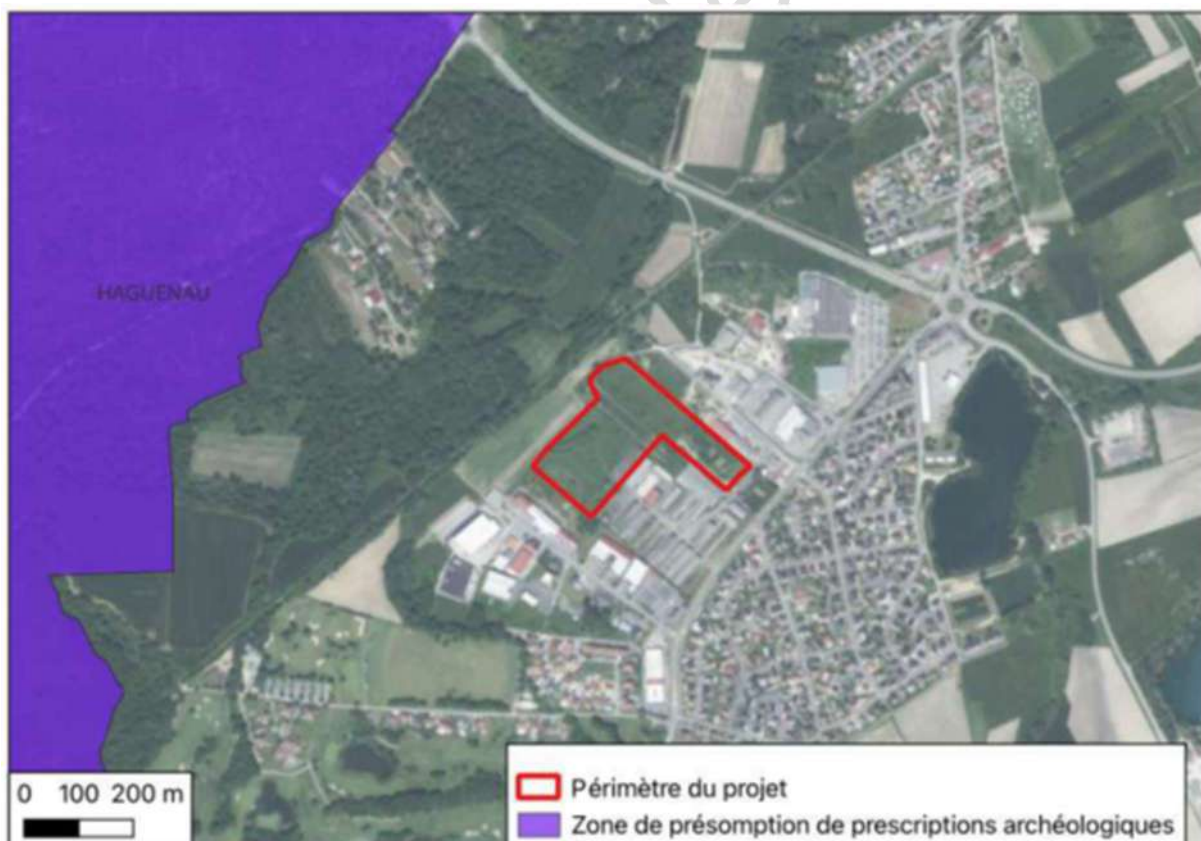 HAGUENAU
0 100 200 m
Périmètre du projet
Zone de présomption de prescriptions archéologiques